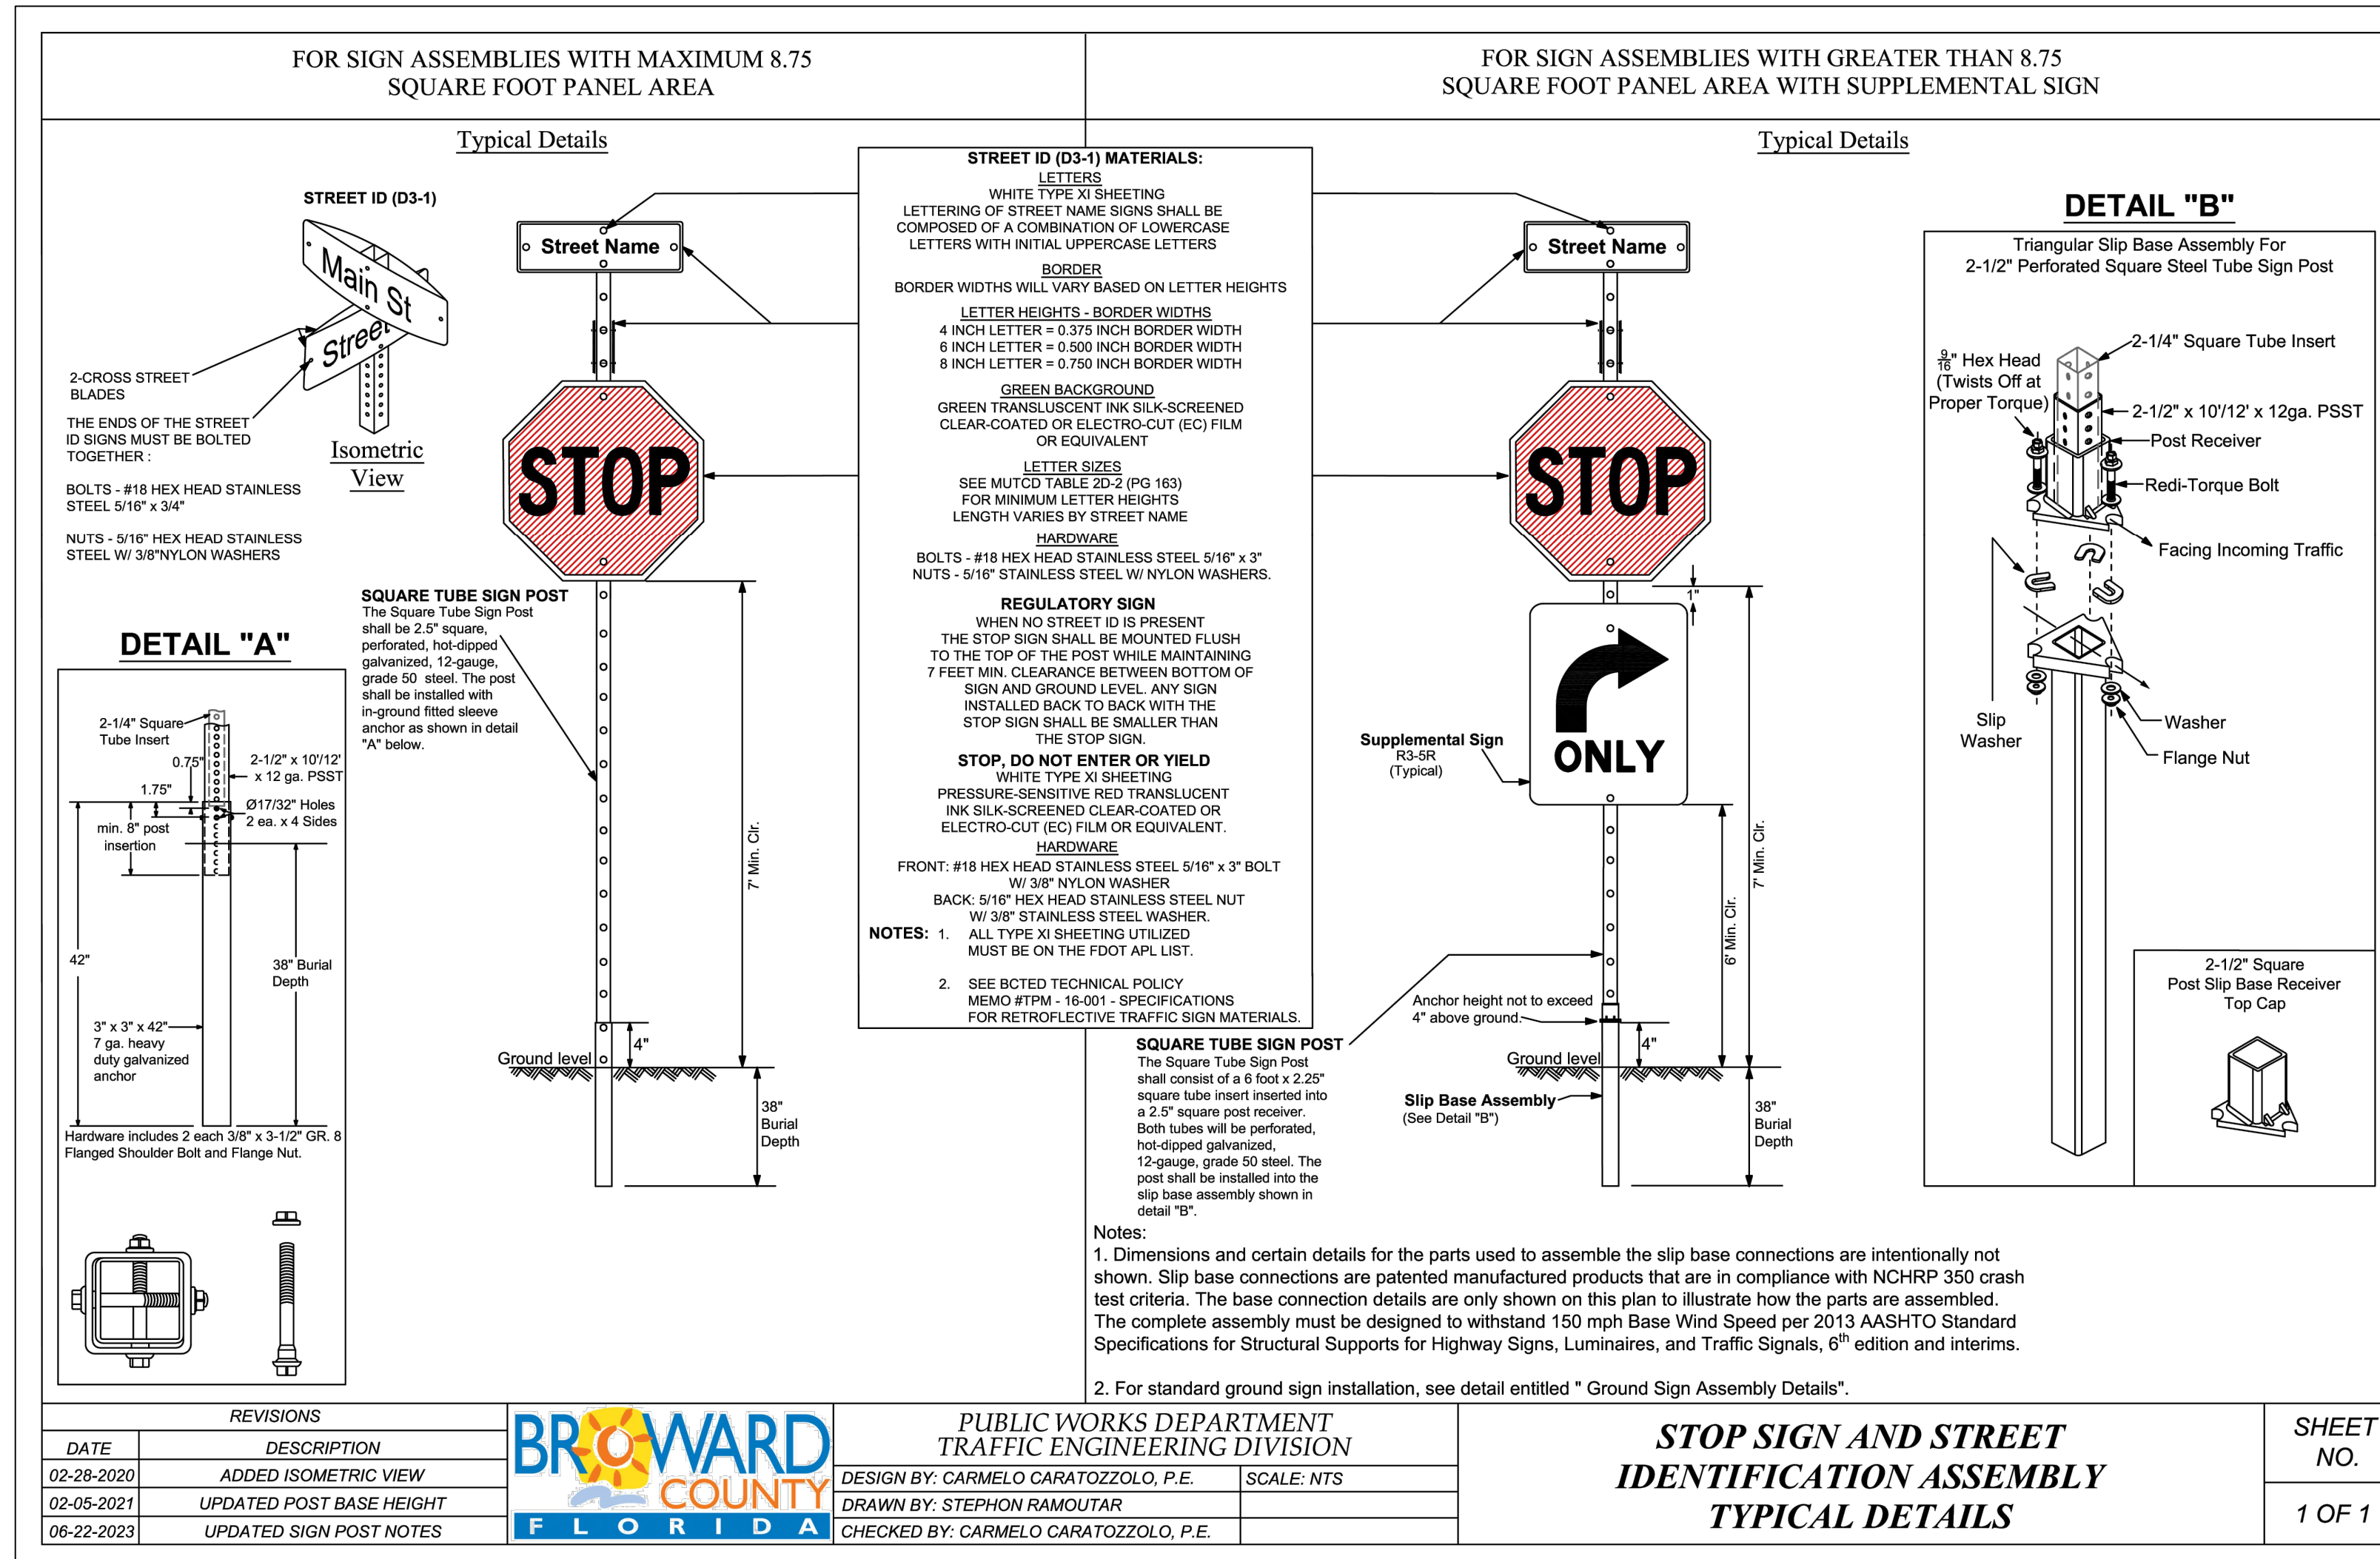 FOR SIGN ASSEMBLIES WITH MAXIMUM 8.75
SQUARE FOOT PANEL AREA
FOR SIGN ASSEMBLIES WITH GREATER THAN 8.75
SQUARE FOOT PANEL AREA WITH SUPPLEMENTAL SIGN
Typical Details
STREET ID (D3-1)
Main St
Street
2-CROSS STREET
BLADES
THE ENDS OF THE STREET
ID SIGNS MUST BE BOLTED
TOGETHER :
BOLTS - #18 HEX HEAD STAINLESS
STEEL 5/16" x 3/4"
NUTS - 5/16" HEX HEAD STAINLESS
STEEL W/ 3/8"NYLON WASHERS
Isometric
View
Street Name
STOP
SQUARE TUBE SIGN POST
The Square Tube Sign Post
shall be 2.5" square,
perforated, hot-dipped
galvanized, 12-gauge,
grade 50 steel. The post
shall be installed with
in-ground fitted sleeve
anchor as shown in detail
"A" below.
7' Min. Clr.
Ground level
4"
38"
Burial
Depth
DETAIL "A"
2-1/4" Square
Tube Insert
0.75"
2-1/2" x 10'/12'
x 12 ga. PSST
1.75"
Ø17/32" Holes
2 ea. x 4 Sides
min. 8" post
insertion
42"
38" Burial
Depth
3" x 3" x 42"
7 ga. heavy
duty galvanized
anchor
Hardware includes 2 each 3/8" x 3-1/2" GR. 8
Flanged Shoulder Bolt and Flange Nut.
STREET ID (D3-1) MATERIALS:
LETTERS
WHITE TYPE XI SHEETING
LETTERING OF STREET NAME SIGNS SHALL BE
COMPOSED OF A COMBINATION OF LOWERCASE
LETTERS WITH INITIAL UPPERCASE LETTERS
BORDER
BORDER WIDTHS WILL VARY BASED ON LETTER HEIGHTS
LETTER HEIGHTS - BORDER WIDTHS
4 INCH LETTER = 0.375 INCH BORDER WIDTH
6 INCH LETTER = 0.500 INCH BORDER WIDTH
8 INCH LETTER = 0.750 INCH BORDER WIDTH
GREEN BACKGROUND
GREEN TRANSLUSCENT INK SILK-SCREENED
CLEAR-COATED OR ELECTRO-CUT (EC) FILM
OR EQUIVALENT
LETTER SIZES
SEE MUTCD TABLE 2D-2 (PG 163)
FOR MINIMUM LETTER HEIGHTS
LENGTH VARIES BY STREET NAME
HARDWARE
BOLTS - #18 HEX HEAD STAINLESS STEEL 5/16" x 3"
NUTS - 5/16" STAINLESS STEEL W/ NYLON WASHERS.
REGULATORY SIGN
WHEN NO STREET ID IS PRESENT
THE STOP SIGN SHALL BE MOUNTED FLUSH
TO THE TOP OF THE POST WHILE MAINTAINING
7 FEET MIN. CLEARANCE BETWEEN BOTTOM OF
SIGN AND GROUND LEVEL. ANY SIGN
INSTALLED BACK TO BACK WITH THE
STOP SIGN SHALL BE SMALLER THAN
THE STOP SIGN.
STOP, DO NOT ENTER OR YIELD
WHITE TYPE XI SHEETING
PRESSURE-SENSITIVE RED TRANSLUCENT
INK SILK-SCREENED CLEAR-COATED OR
ELECTRO-CUT (EC) FILM OR EQUIVALENT.
HARDWARE
FRONT: #18 HEX HEAD STAINLESS STEEL 5/16" x 3" BOLT
W/ 3/8" NYLON WASHER
BACK: 5/16" HEX HEAD STAINLESS STEEL NUT
W/ 3/8" STAINLESS STEEL WASHER.
NOTES: 1. ALL TYPE XI SHEETING UTILIZED
MUST BE ON THE FDOT APL LIST.
2. SEE BCTED TECHNICAL POLICY
MEMO #TPM - 16-001 - SPECIFICATIONS
FOR RETROFLECTIVE TRAFFIC SIGN MATERIALS.
Typical Details
Street Name
STOP
1"
ONLY
Supplemental Sign
R3-5R
(Typical)
7' Min. Clr.
6' Min. Clr.
Anchor height not to exceed
4" above ground.
4"
Ground level
Slip Base Assembly
(See Detail "B")
38"
Burial
Depth
SQUARE TUBE SIGN POST
The Square Tube Sign Post
shall consist of a 6 foot x 2.25"
square tube insert inserted into
a 2.5" square post receiver.
Both tubes will be perforated,
hot-dipped galvanized,
12-gauge, grade 50 steel. The
post shall be installed into the
slip base assembly shown in
detail "B".
DETAIL "B"
Triangular Slip Base Assembly For
2-1/2" Perforated Square Steel Tube Sign Post
2-1/4" Square Tube Insert
9/16" Hex Head
(Twists Off at
Proper Torque)
2-1/2" x 10'/12' x 12ga. PSST
Post Receiver
Redi-Torque Bolt
Facing Incoming Traffic
Slip
Washer
Washer
Flange Nut
2-1/2" Square
Post Slip Base Receiver
Top Cap
Notes:
1. Dimensions and certain details for the parts used to assemble the slip base connections are intentionally not
shown. Slip base connections are patented manufactured products that are in compliance with NCHRP 350 crash
test criteria. The base connection details are only shown on this plan to illustrate how the parts are assembled.
The complete assembly must be designed to withstand 150 mph Base Wind Speed per 2013 AASHTO Standard
Specifications for Structural Supports for Highway Signs, Luminaires, and Traffic Signals, 6th edition and interims.
2. For standard ground sign installation, see detail entitled " Ground Sign Assembly Details".
REVISIONS
DATE DESCRIPTION
02-28-2020 ADDED ISOMETRIC VIEW
02-05-2021 UPDATED POST BASE HEIGHT
06-22-2023 UPDATED SIGN POST NOTES
BROWARD
COUNTY
FLORIDA
PUBLIC WORKS DEPARTMENT
TRAFFIC ENGINEERING DIVISION
DESIGN BY: CARMELO CARATOZZOLO, P.E. SCALE: NTS
DRAWN BY: STEPHON RAMOUTAR
CHECKED BY: CARMELO CARATOZZOLO, P.E.
STOP SIGN AND STREET
IDENTIFICATION ASSEMBLY
TYPICAL DETAILS
SHEET
NO.
1 OF 1